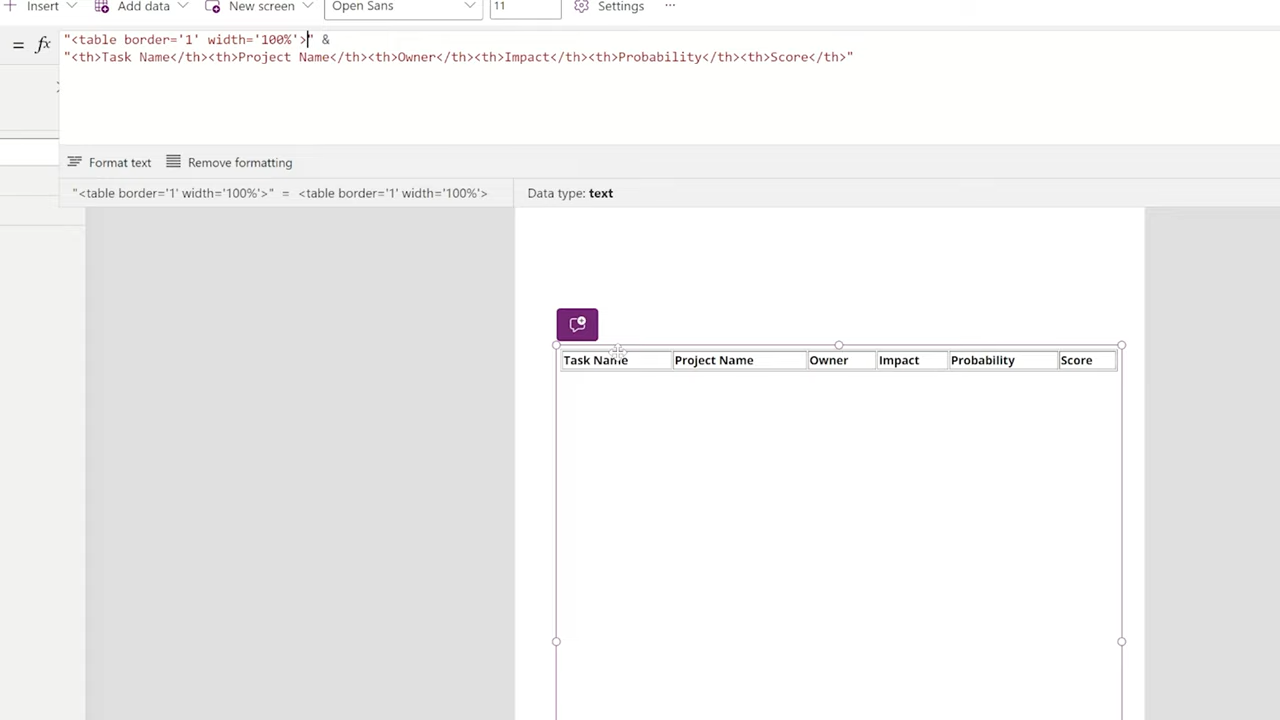 Insert Add data New screen Open Sans 11 Settings ...
= fx "<table border='1' width='100%'>" &
"<th>Task Name</th><th>Project Name</th><th>Owner</th><th>Impact</th><th>Probability</th><th>Score</th>"
Format text Remove formatting
"<table border='1' width='100%'>" = <table border='1' width='100%'> Data type: text
Task Name Project Name Owner Impact Probability Score